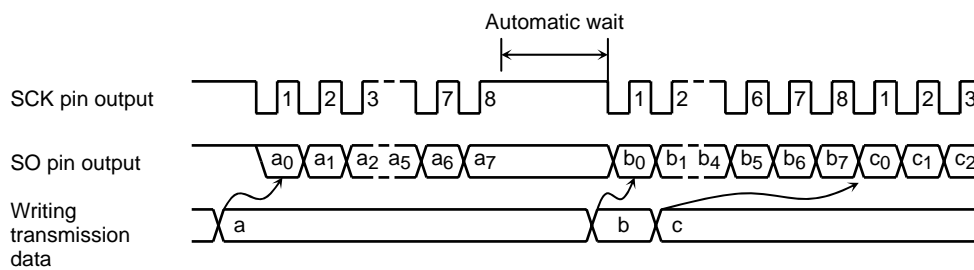 Automatic wait
SCK pin output 1 2 3 7 8 1 2 6 7 8 1 2 3
SO pin output a0 a1 a2 a5 a6 a7 b0 b1 b4 b5 b6 b7 c0 c1 c2
Writing
transmission
data
a b c